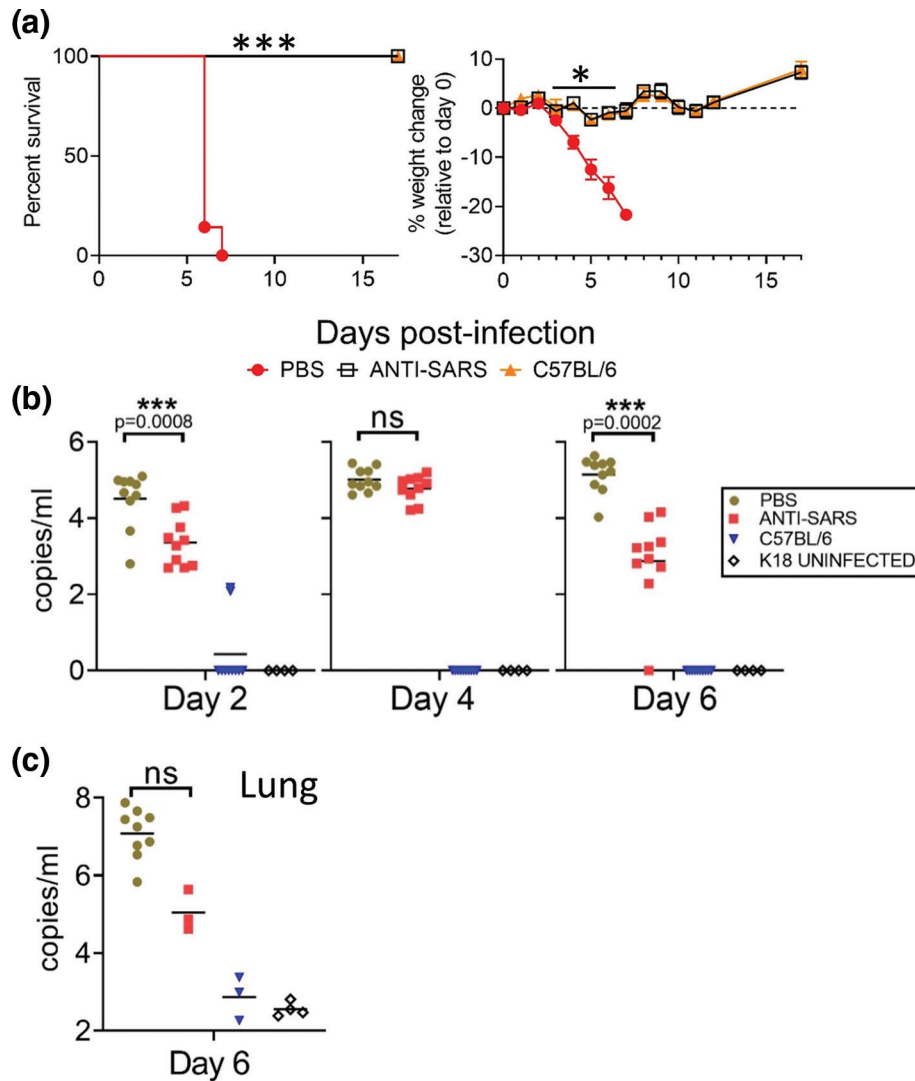 (a)
***
100
50
0
Percent survival
0 5 10 15
*
10
0
-10
-20
-30
% weight change
(relative to day 0)
0 5 10 15
Days post-infection
PBS ANTI-SARS C57BL/6
(b)
***
p=0.0008
ns
***
p=0.0002
6
4
2
0
copies/ml
Day 2 Day 4 Day 6
PBS
ANTI-SARS
C57BL/6
K18 UNINFECTED
(c)
ns
Lung
8
6
4
2
copies/ml
Day 6